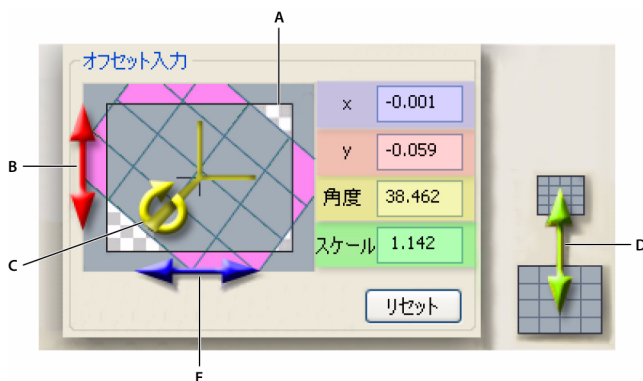 A
オフセット入力
x -0.001
B
y -0.059
角度 38.462
D
C
スケール 1.142
リセット
E